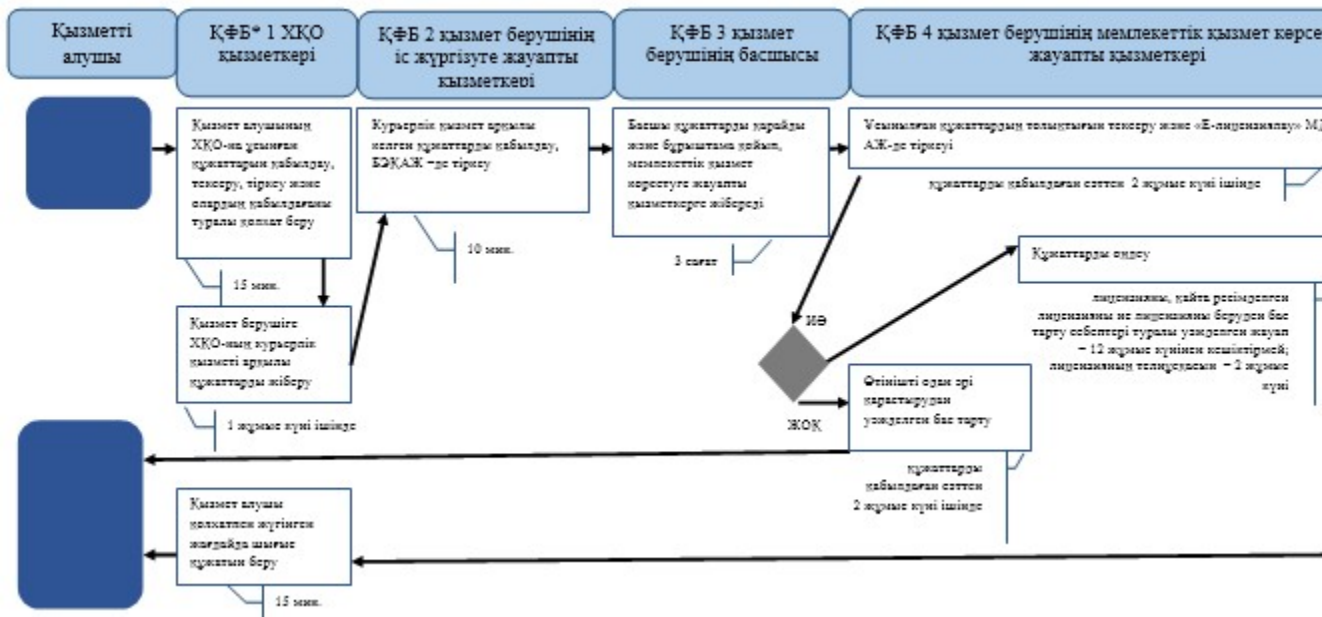 Қызметті
алушы
ҚФБ* 1 ХҚО
қызметкері
ҚФБ 2 қызмет берушінің
іс жүргізуге жауапты
қызметкері
ҚФБ 3 қызмет
берушінің басшысы
ҚФБ 4 қызмет берушінің мемлекеттік қызмет көрсе
жауапты қызметкері
Қызмет алушының
ХҚО-на ұсынған
құжаттарын қабылдау,
тексеру, тіркеу және
олардың қабылдағаны
туралы қолхат беру
15 мин.
Қызмет берушіге
ХҚО-ның курьерлік
қызметі арқылы
құжаттарды жіберу
1 жұмыс күні ішінде
Курьерлік қызмет арқылы
келген құжаттарды қабылдау,
БЭҚАЖ –де тіркеу
10 мин.
Басшы құжаттарды қарайды
және бұрыштама қойып,
мемлекеттік қызмет
көрсетуге жауапты
қызметкерге жібереді
3 сағат
Ұсынылған құжаттардың толықтығын тексеру және «Е-лицензиялау» МД
АЖ-де тіркеуі
құжаттарды қабылдаған сәттен 2 жұмыс күні ішінде
Құжаттарды өңдеу
лицензияны, қайта ресімделген
лицензияны не лицензияны беруден бас
тарту себептері туралы уәжделген жауап
– 12 жұмыс күнінен кешіктірмей;
лицензияның телнұсқасын – 2 жұмыс
күні
ИӘ
ЖОҚ
Өтінішті одан әрі
қарастырудан
уәжделген бас тарту
құжаттарды
қабылдаған сәттен
2 жұмыс күні ішінде
Қызмет алушы
қолхатпен жүгінген
жағдайда шығыс
құжатын беру
15 мин.